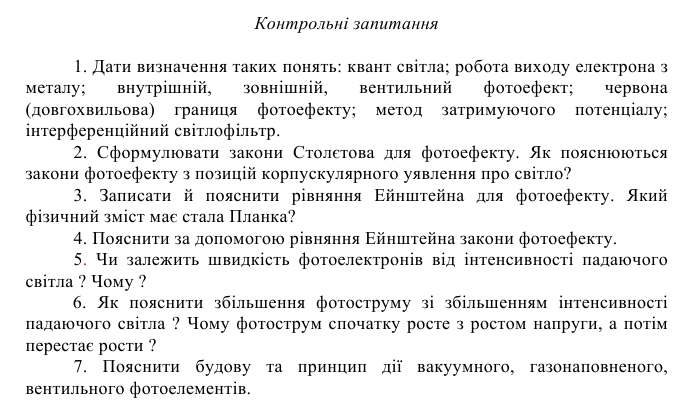 Контрольні запитання
1. Дати визначення таких понять: квант світла; робота виходу електрона з
металу; внутрішній, зовнішній, вентильний фотоефект; червона
(довгохвильова) границя фотоефекту; метод затримуючого потенціалу;
інтерференційний світлофільтр.
2. Сформулювати закони Столєтова для фотоефекту. Як пояснюються
закони фотоефекту з позицій корпускулярного уявлення про світло?
3. Записати й пояснити рівняння Ейнштейна для фотоефекту. Який
фізичний зміст має стала Планка?
4. Пояснити за допомогою рівняння Ейнштейна закони фотоефекту.
5. Чи залежить швидкість фотоелектронів від інтенсивності падаючого
світла ? Чому ?
6. Як пояснити збільшення фотоструму зі збільшенням інтенсивності
падаючого світла ? Чому фотострум спочатку росте з ростом напруги, а потім
перестає рости ?
7. Пояснити будову та принцип дії вакуумного, газонаповненого,
вентильного фотоелементів.